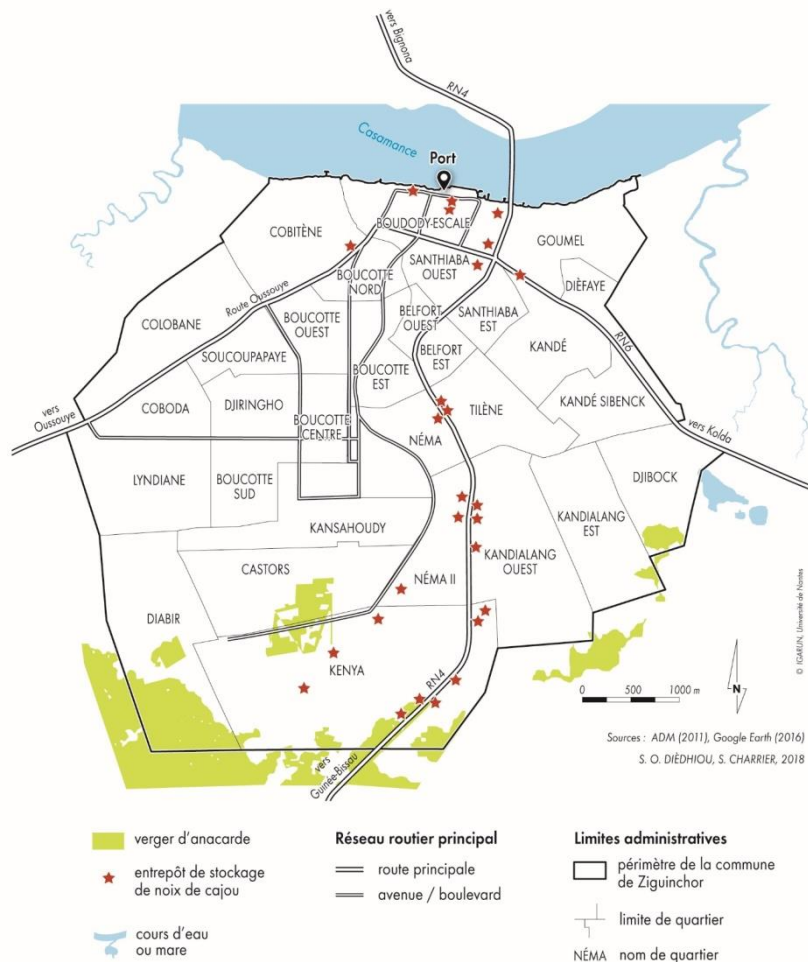 vers Bignona
RN4
Casamance
Port
COBITÈNE
BOUDODY-ESCALE
GOUMEL
SANTHIABA
OUEST
DIÈFAYE
BOUCOTTE
NORD
Route Oussouye
COLOBANE
BOUCOTTE
OUEST
BELFORT
OUEST
SANTHIABA
EST
KANDÉ
RN6
SOUCOUPAPAYE
BELFORT
EST
BOUCOTTE
EST
vers
Oussouye
COBODA
DJIRINGHO
BOUCOTTE
CENTRE
TILÈNE
KANDÉ SIBENCK
NÉMA
vers Kolda
LYNDIANE
BOUCOTTE
SUD
DJIBOCK
KANSAHOUDY
KANDIALANG
EST
KANDIALANG
OUEST
CASTORS
NÉMA II
DIABIR
KENYA
RN4
vers
Guinée-Bissau
0 500 1000 m
N
© IGARUN, Université de Nantes
Sources : ADM (2011), Google Earth (2016)
S. O. DIÈDHIOU, S. CHARRIER, 2018
verger d'anacarde
entrepôt de stockage
de noix de cajou
cours d'eau
ou mare
Réseau routier principal
route principale
avenue / boulevard
Limites administratives
périmètre de la commune
de Ziguinchor
limite de quartier
NÉMA nom de quartier